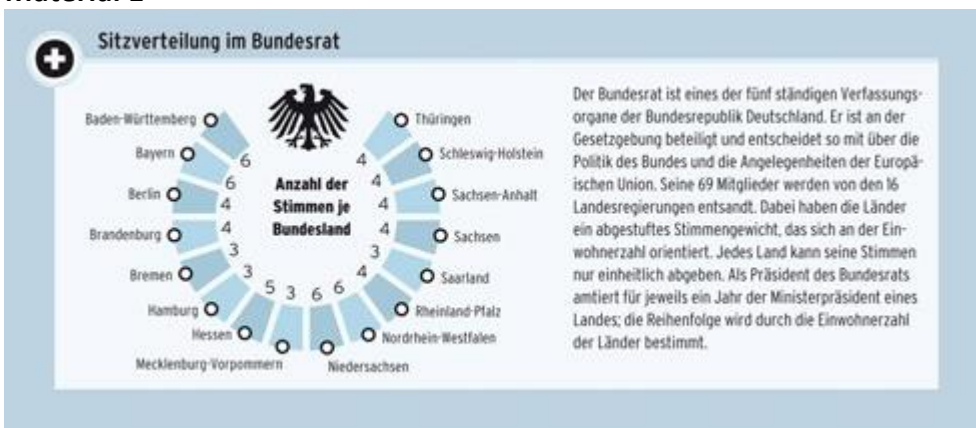 Material
Sitzverteilung im Bundesrat
Baden-Württemberg
Bayern
Berlin
Brandenburg
Bremen
Hamburg
Hessen
Mecklenburg-Vorpommern
Niedersachsen
Nordrhein-Westfalen
Rheinland-Pfalz
Saarland
Sachsen
Sachsen-Anhalt
Schleswig-Holstein
Thüringen
6
6
4
4
3
3
5
3
6
6
4
3
4
4
4
4
Anzahl der
Stimmen je
Bundesland
Der Bundesrat ist eines der fünf ständigen Verfassungs-
organe der Bundesrepublik Deutschland. Er ist an der
Gesetzgebung beteiligt und entscheidet so mit über die
Politik des Bundes und die Angelegenheiten der Europä-
ischen Union. Seine 69 Mitglieder werden von den 16
Landesregierungen entsandt. Dabei haben die Länder
ein abgestuftes Stimmengewicht, das sich an der Ein-
wohnerzahl orientiert. Jedes Land kann seine Stimmen
nur einheitlich abgeben. Als Präsident des Bundesrats
amtiert für jeweils ein Jahr der Ministerpräsident eines
Landes; die Reihenfolge wird durch die Einwohnerzahl
der Länder bestimmt.